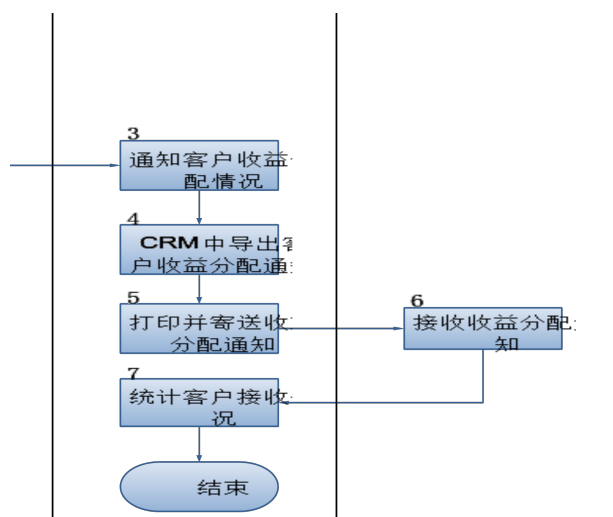 3
通知客户收益
配情况
4
CRM中导出客
户收益分配通
5
打印并寄送收
分配通知
6
接收收益分配
知
7
统计客户接收
况
结束